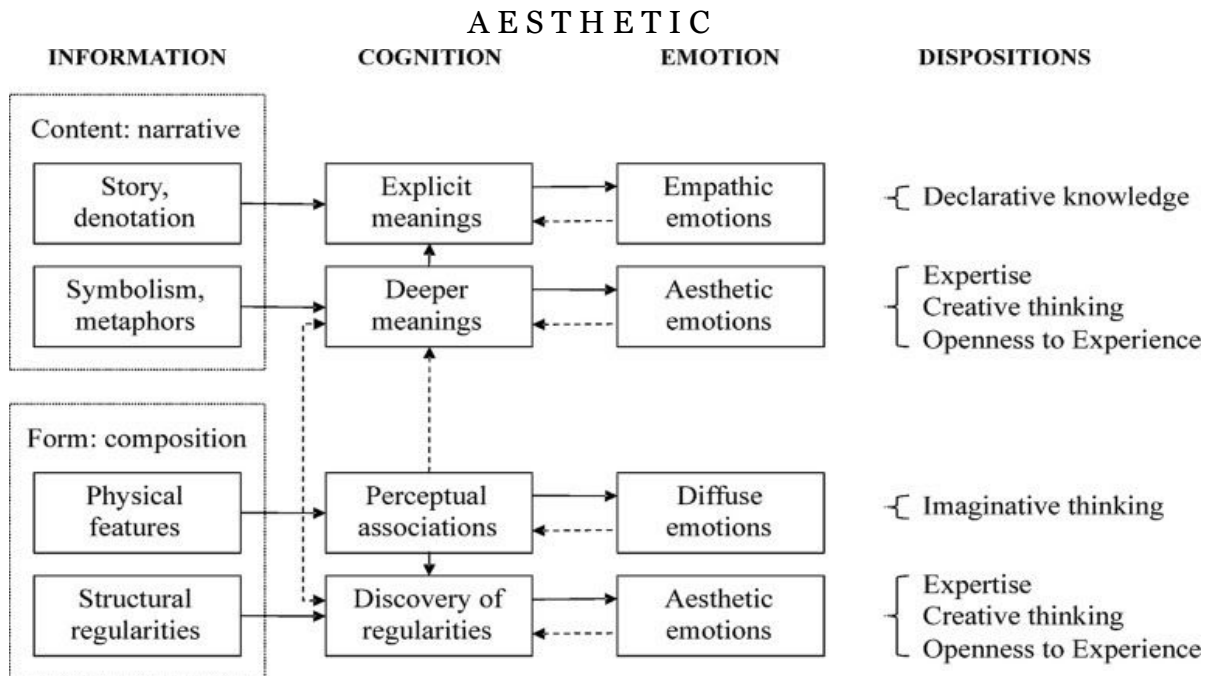 AESTHETIC
INFORMATION COGNITION EMOTION DISPOSITIONS
Content: narrative
Story,
denotation
Explicit
meanings
Empathic
emotions
Declarative knowledge
Symbolism,
metaphors
Deeper
meanings
Aesthetic
emotions
Expertise
Creative thinking
Openness to Experience
Form: composition
Physical
features
Perceptual
associations
Diffuse
emotions
Imaginative thinking
Structural
regularities
Discovery of
regularities
Aesthetic
emotions
Expertise
Creative thinking
Openness to Experience